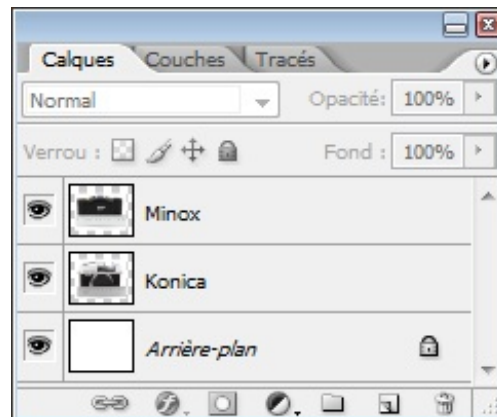 Calques Couches Tracés
Normal Opacité: 100%
Verrou : Fond : 100%
Minox
Konica
Arrière-plan